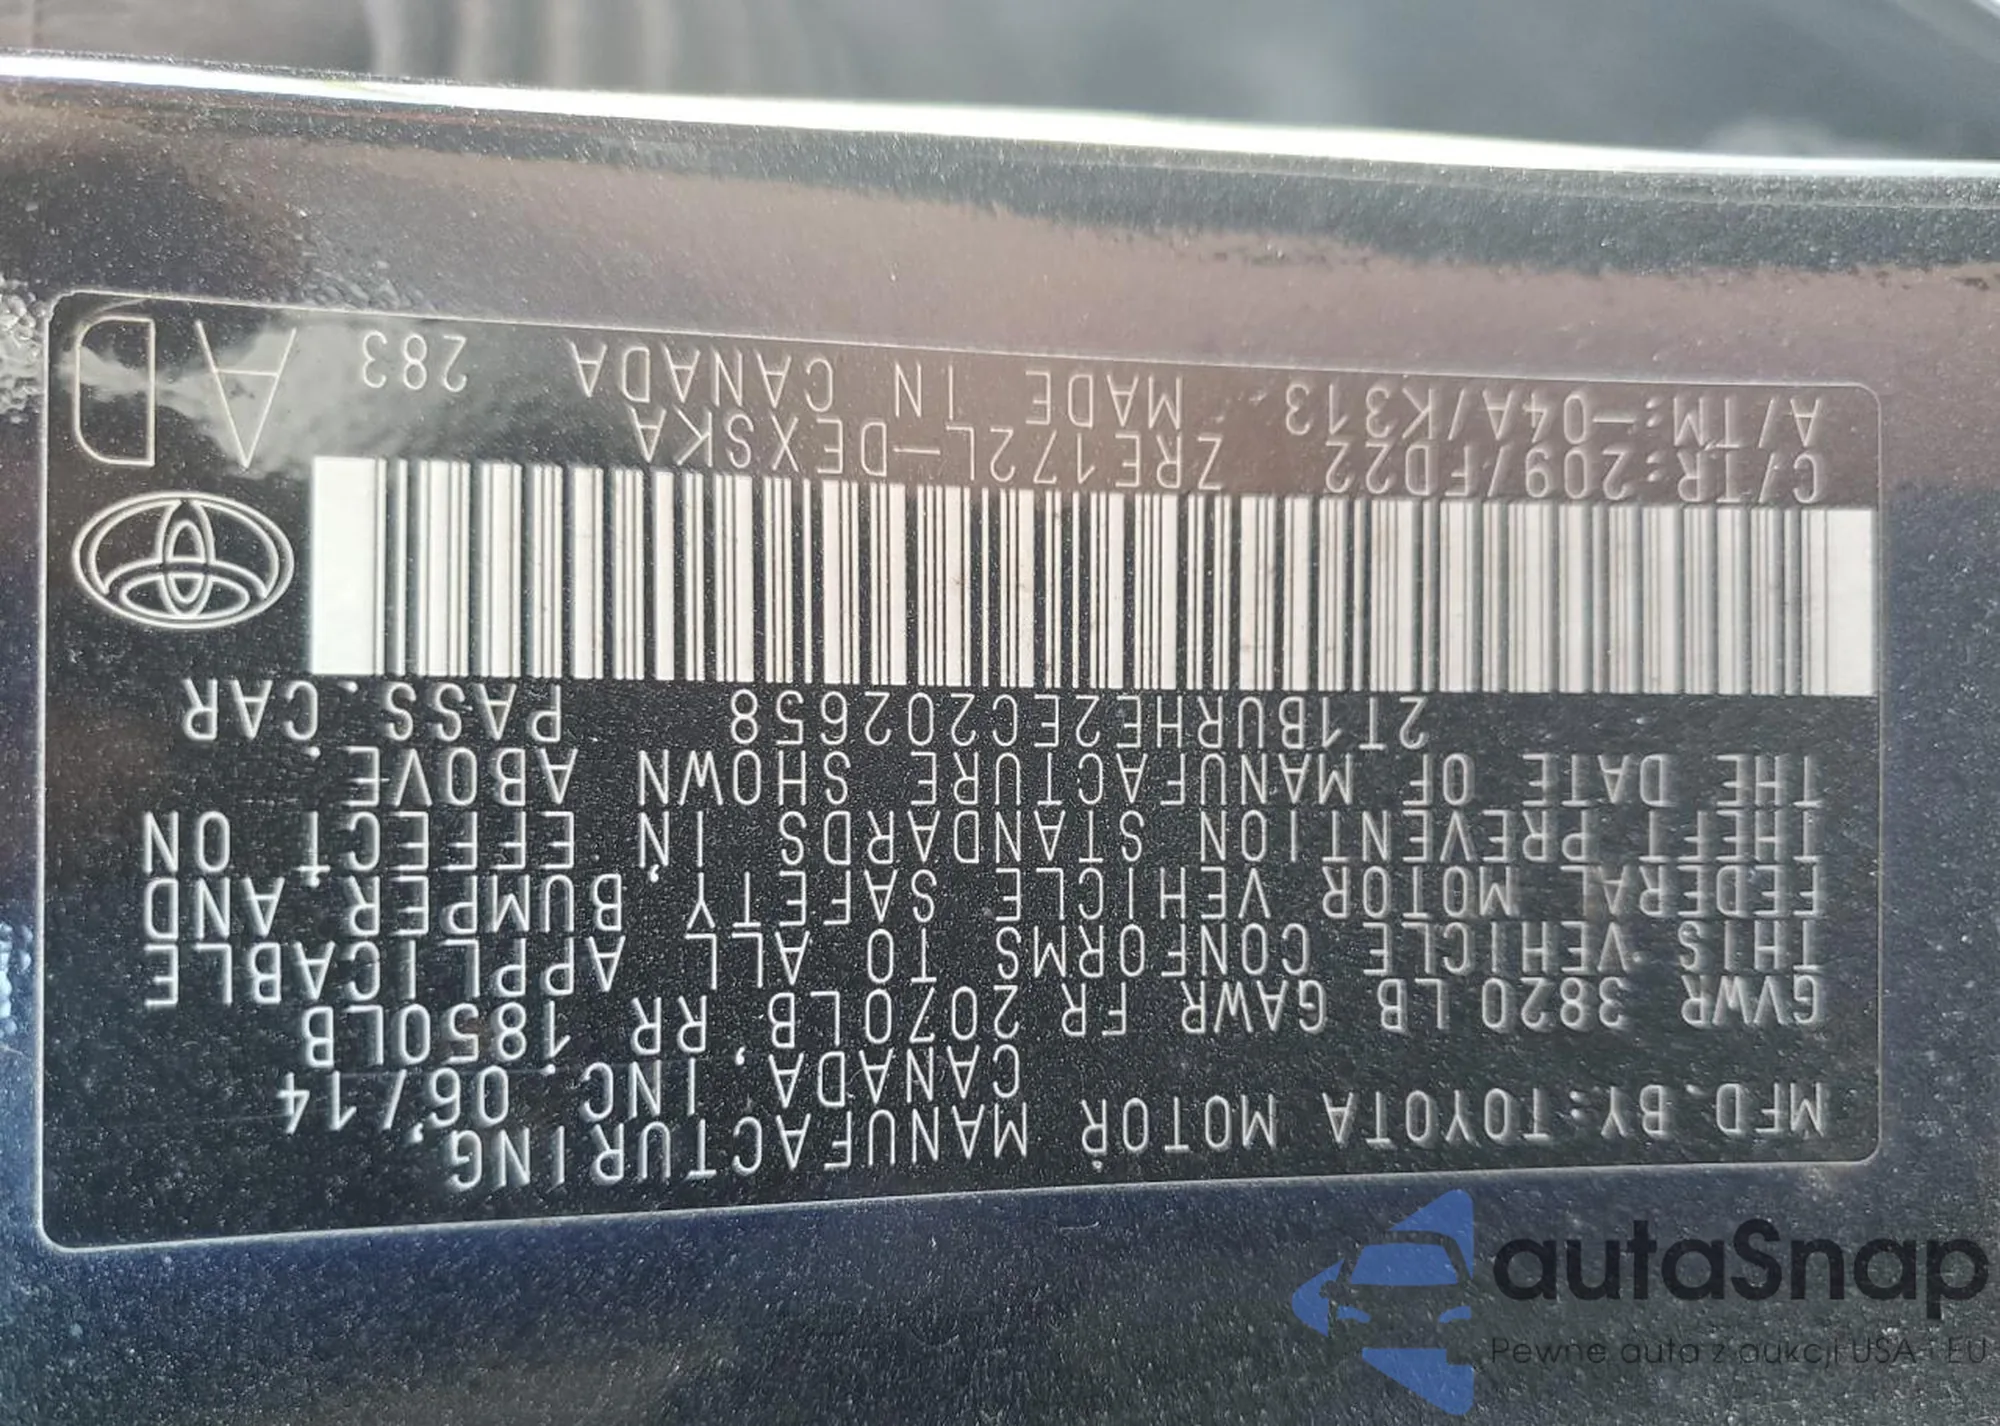 MFD. BY:TOYOTA MOTOR MANUFACTURING
CANADA, INC. 06/14
GVWR 3820 LB GAWR FR 2070LB, RR 1850LB
THIS VEHICLE CONFORMS TO ALL APPLICABLE
FEDERAL MOTOR VEHICLE SAFETY, BUMPER, AND
THEFT PREVENTION STANDARDS IN EFFECT ON
THE DATE OF MANUFACTURE SHOWN ABOVE.
2T1BURHE2EC202658 PASS.CAR
C/TR:209/FD22 ZRE172L-DEXSKA
A/TM:-04A/K313 MADE IN CANADA 283
AD
autaSnap
Pewne auta z aukcji USA i EU